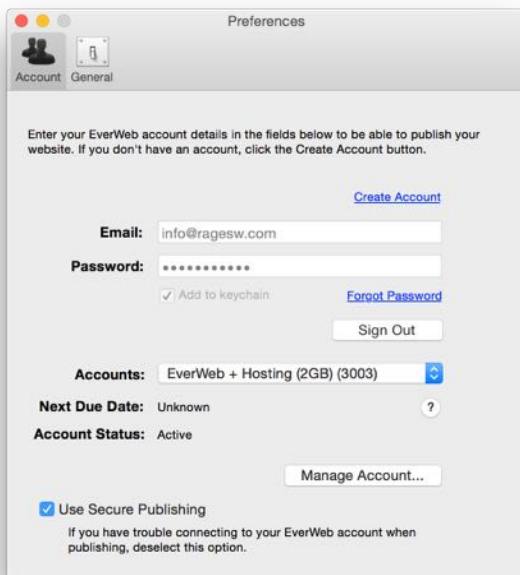 Preferences
Account General
Enter your EverWeb account details in the fields below to be able to publish your
website. If you don't have an account, click the Create Account button.
Create Account
Email: info@ragesw.com
Password: •••••••••••
Add to keychain Forgot Password
Sign Out
Accounts: EverWeb + Hosting (2GB) (3003)
Next Due Date: Unknown ?
Account Status: Active
Manage Account...
Use Secure Publishing
If you have trouble connecting to your EverWeb account when
publishing, deselect this option.